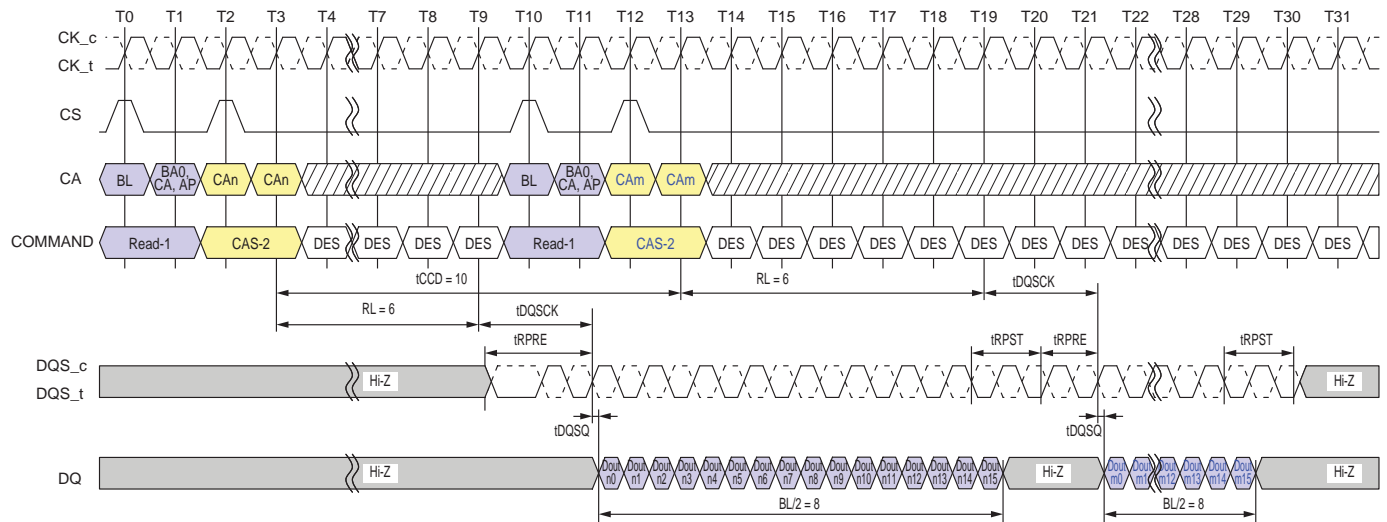 T0 T1 T2 T3 T4 T7 T8 T9 T10 T11 T12 T13 T14 T15 T16 T17 T18 T19 T20 T21 T22 T28 T29 T30 T31
CK_c
CK_t
CS
CA BL BA0, CA, AP CAn CAn BL BA0, CA, AP CAm CAm
COMMAND Read-1 CAS-2 DES DES DES DES Read-1 CAS-2 DES DES DES DES DES DES DES DES DES DES DES DES DES
tCCD = 10 RL = 6 tDQSCK
RL = 6 tDQSCK
tRPRE tRPST tRPRE tRPST
DQS_c
DQS_t
Hi-Z Hi-Z
tDQSQ tDQSQ
DQ Hi-Z Dout n0 Dout n1 Dout n2 Dout n3 Dout n4 Dout n5 Dout n6 Dout n7 Dout n8 Dout n9 Dout n10 Dout n11 Dout n12 Dout n13 Dout n14 Dout n15 Hi-Z Dout m0 Dout m1 Dout m12 Dout m13 Dout m14 Dout m15 Hi-Z
BL/2 = 8 BL/2 = 8